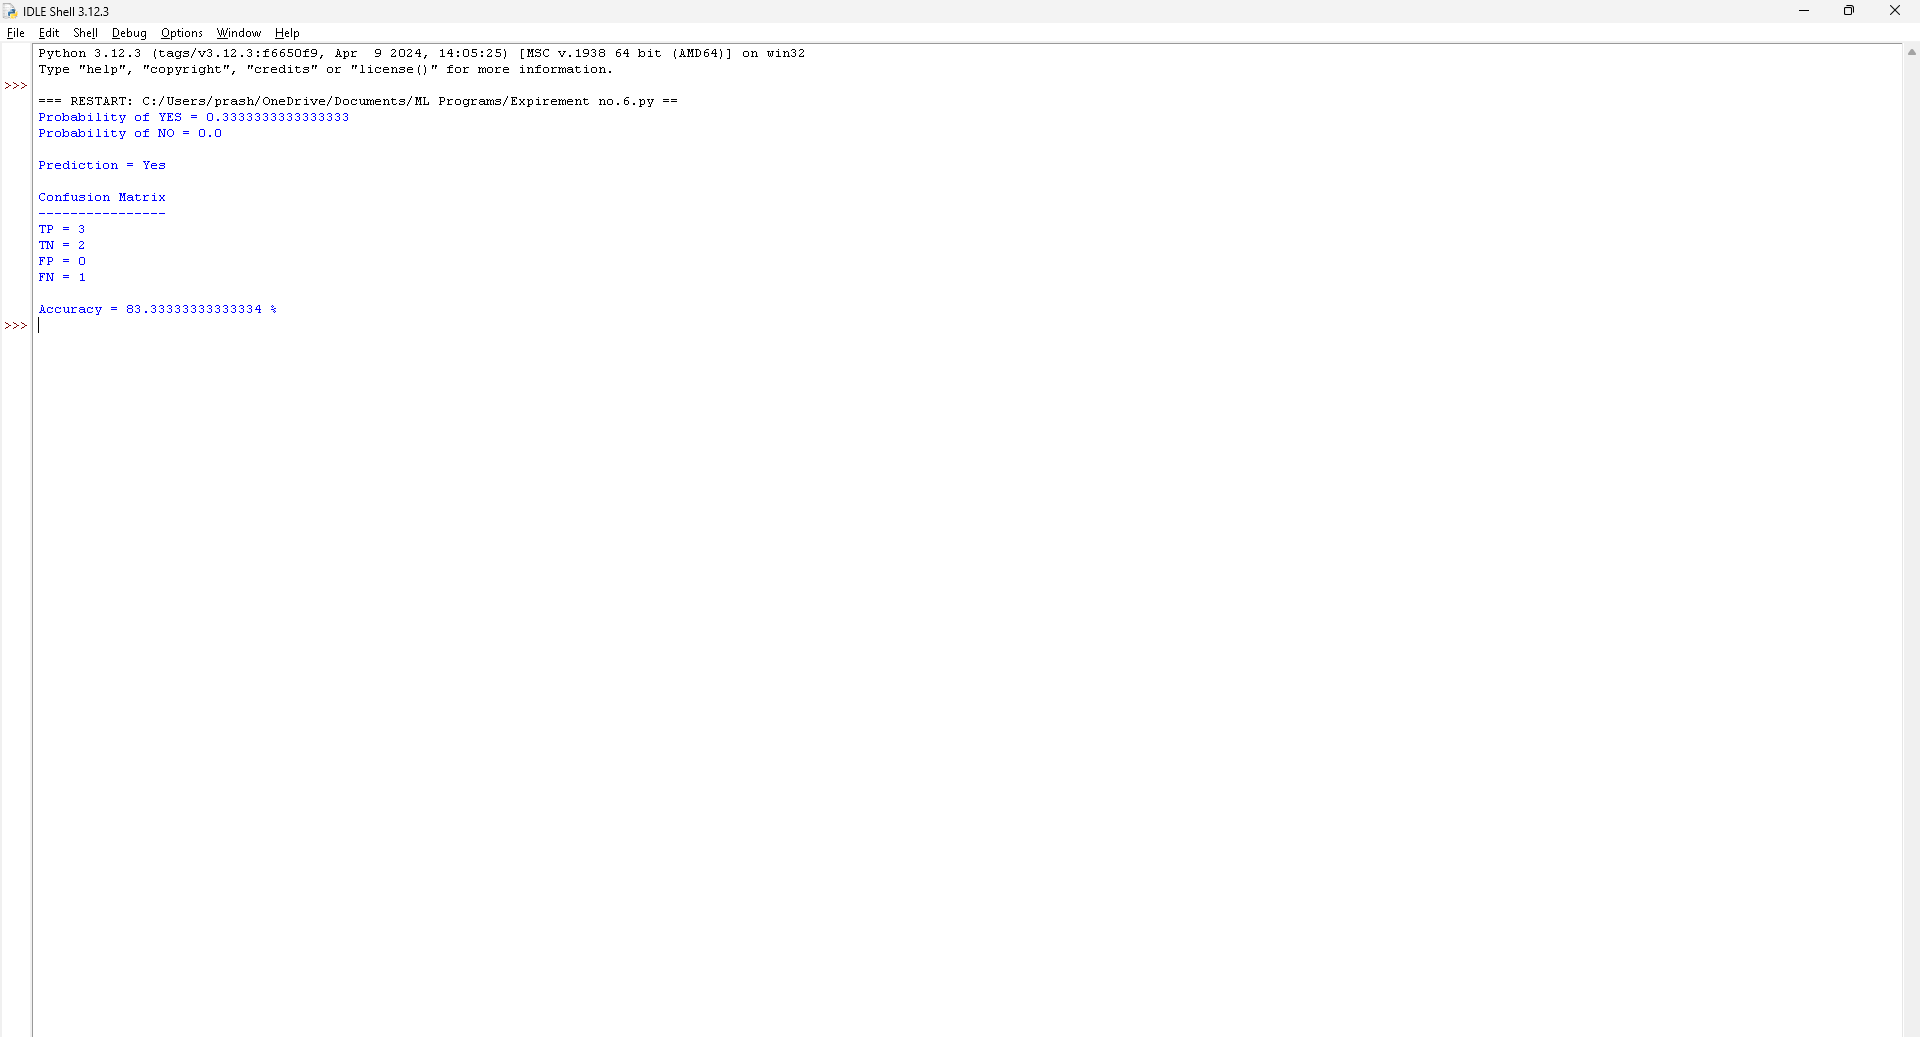 IDLE Shell 3.12.3
File Edit Shell Debug Options Window Help
Python 3.12.3 (tags/v3.12.3:f6650f9, Apr  9 2024, 14:05:25) [MSC v.1938 64 bit (AMD64)] on win32
Type "help", "copyright", "credits" or "license()" for more information.
>>>
=== RESTART: C:/Users/prash/OneDrive/Documents/ML Programs/Expirement no.6.py ==
Probability of YES = 0.3333333333333333
Probability of NO = 0.0
Prediction = Yes
Confusion Matrix
----------------
TP = 3
TN = 2
FP = 0
FN = 1
Accuracy = 83.33333333333334 %
>>>